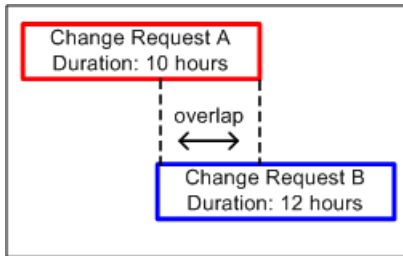 Change Request A
Duration: 10 hours
overlap
Change Request B
Duration: 12 hours